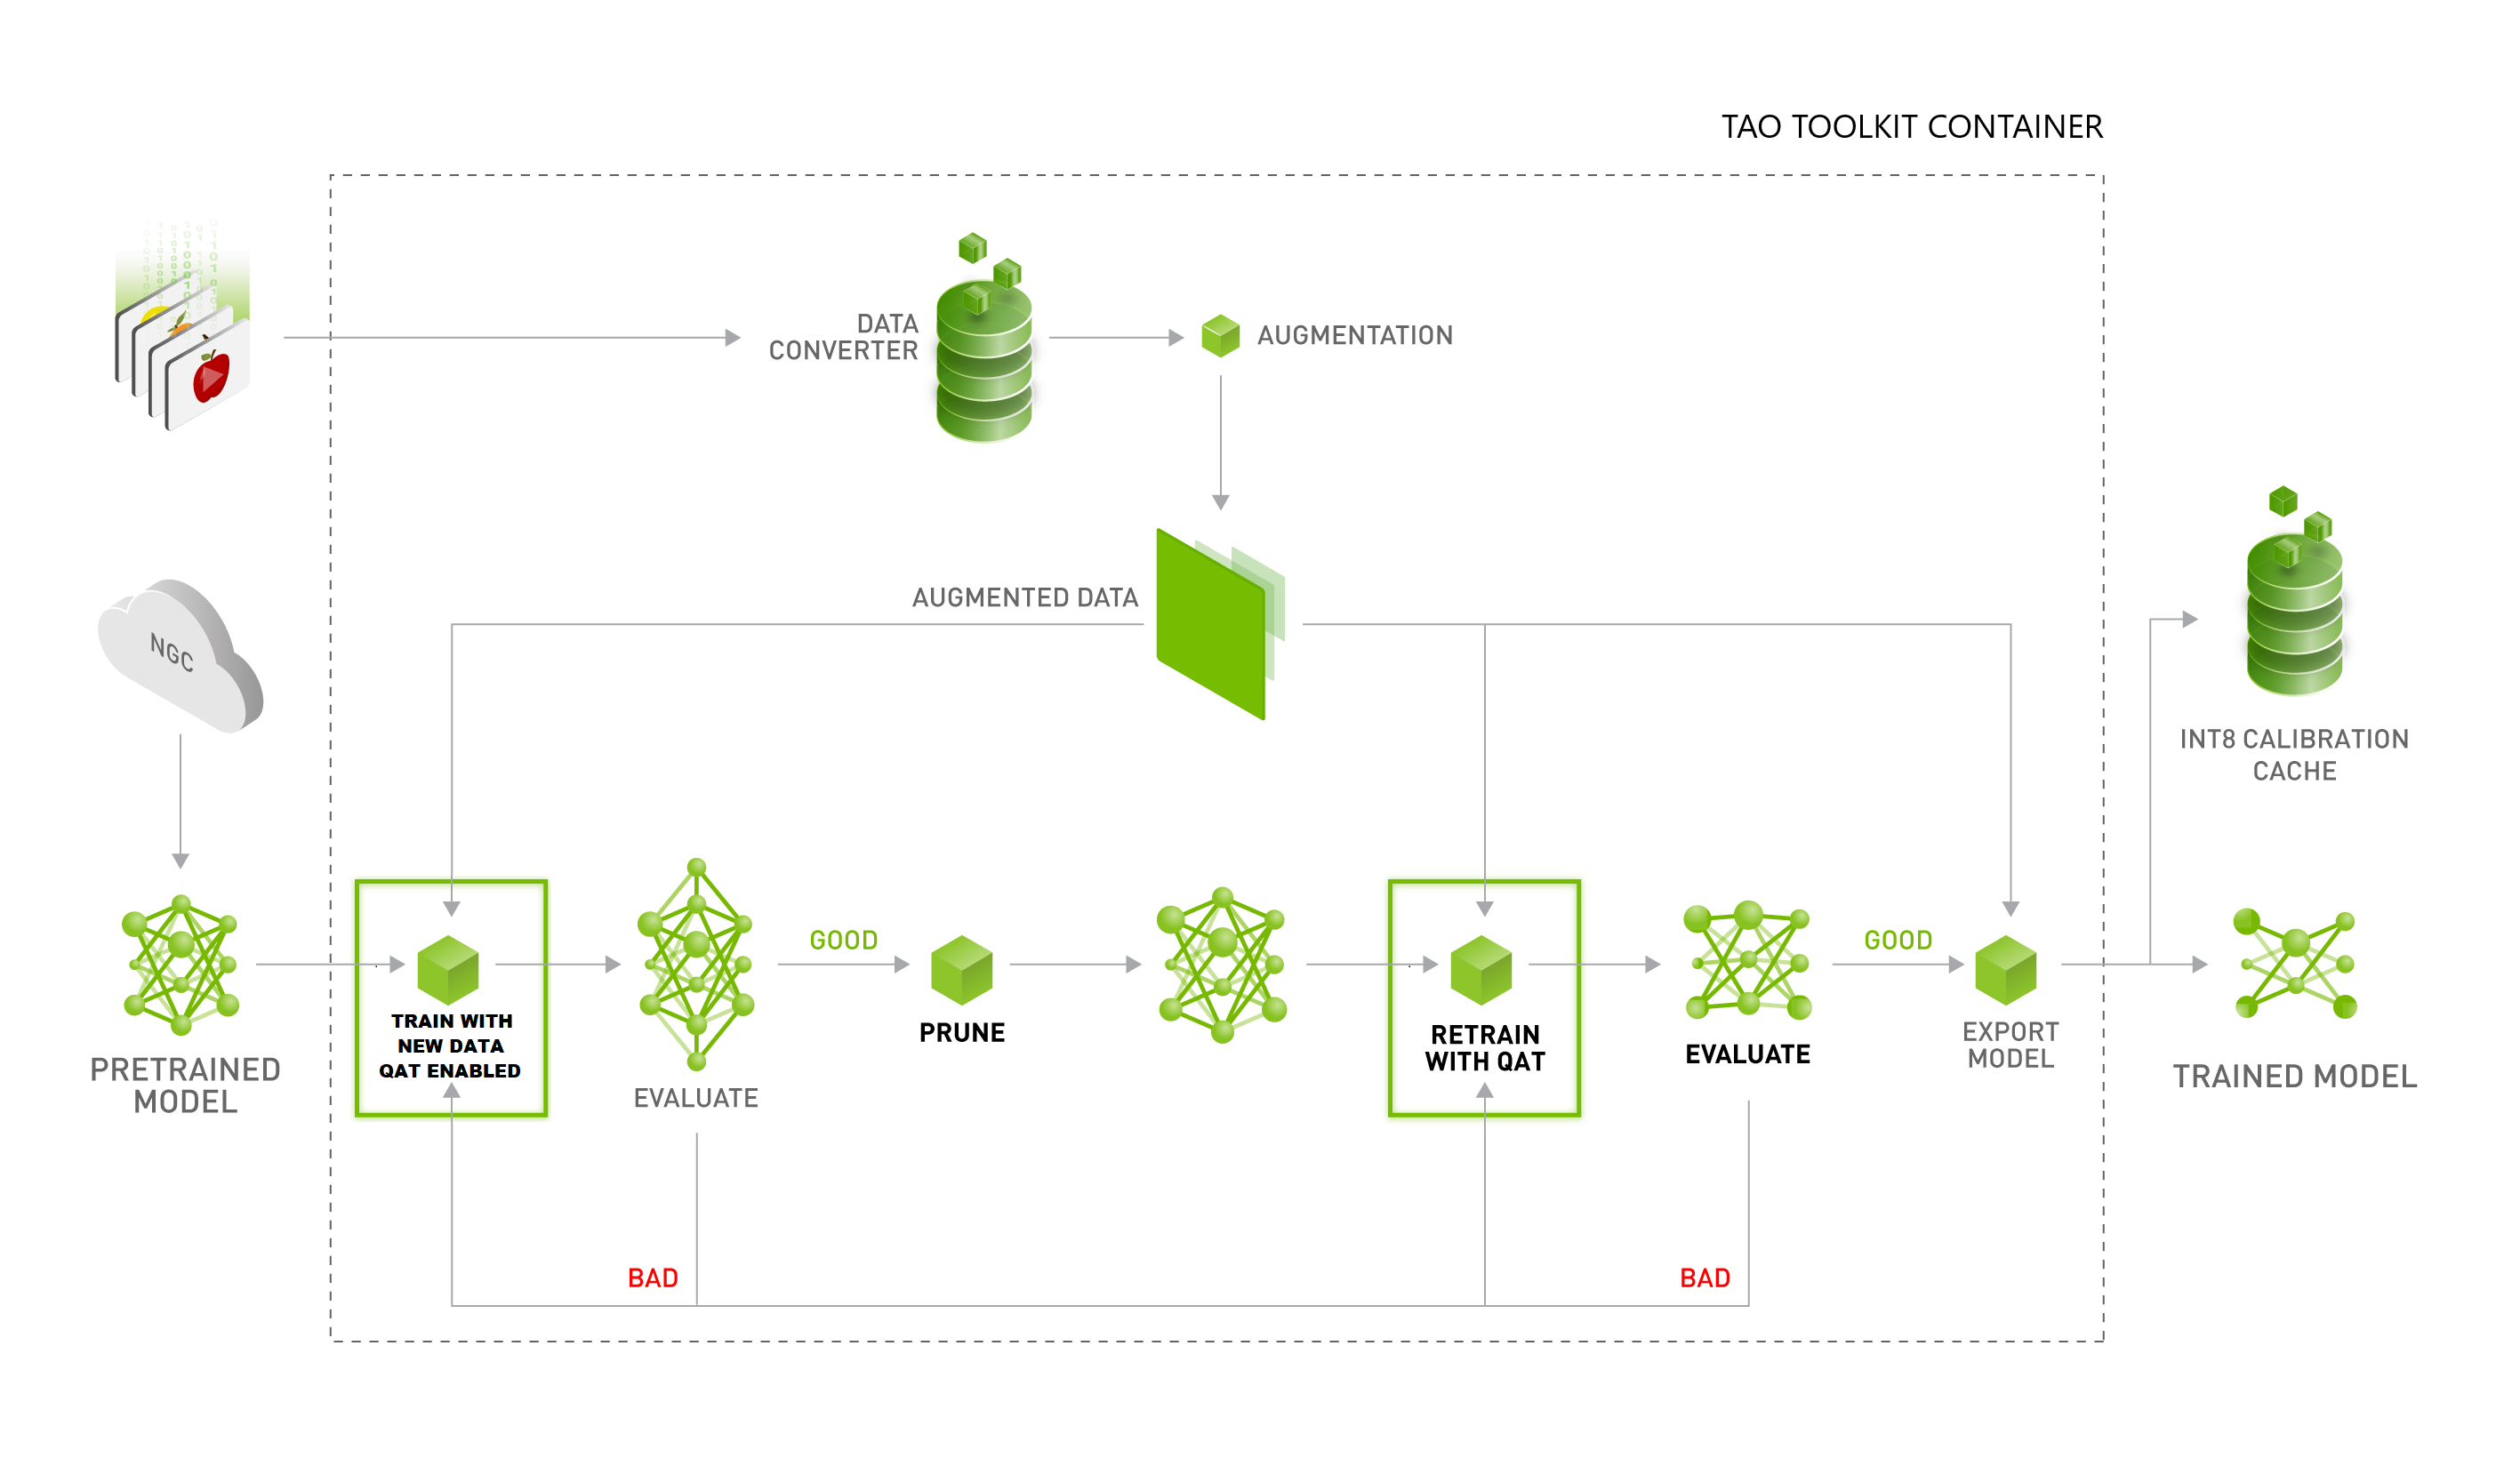 TAO TOOLKIT CONTAINER
DATA
CONVERTER
AUGMENTATION
AUGMENTED DATA
NGC
INT8 CALIBRATION
CACHE
PRETRAINED
MODEL
TRAIN WITH
NEW DATA
QAT ENABLED
EVALUATE
GOOD
PRUNE
RETRAIN
WITH QAT
EVALUATE
GOOD
EXPORT
MODEL
TRAINED MODEL
BAD
BAD